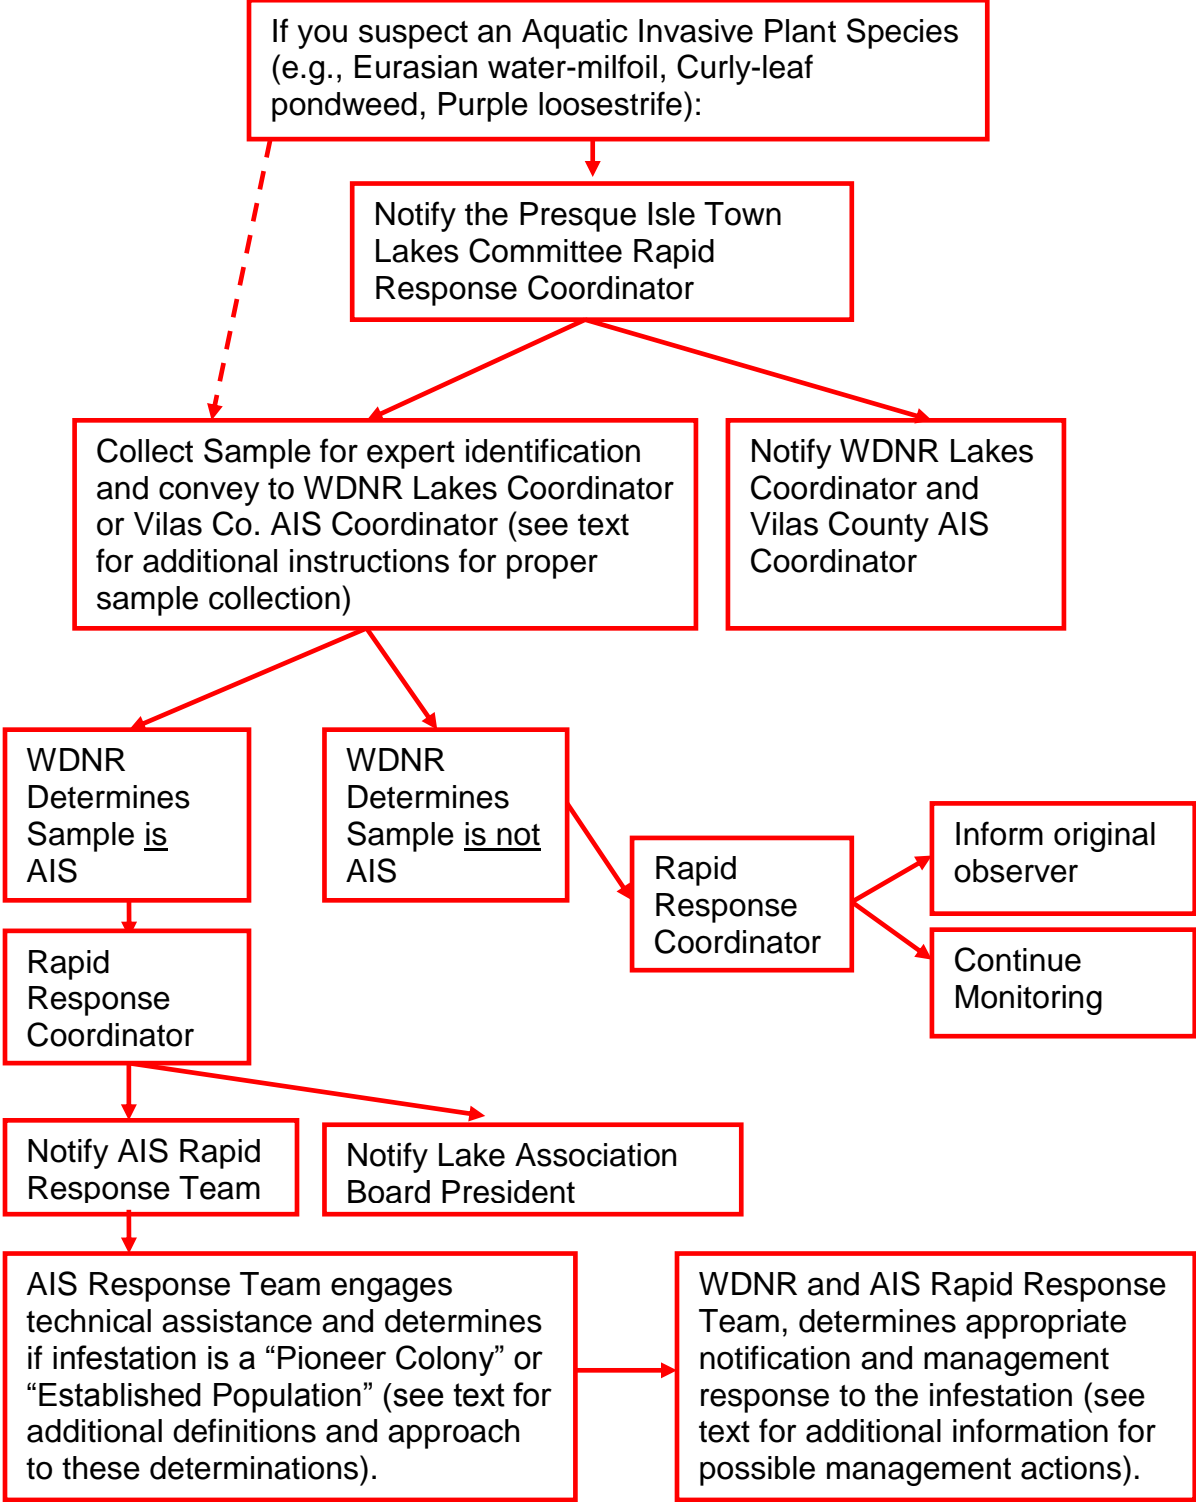 If you suspect an Aquatic Invasive Plant Species
(e.g., Eurasian water-milfoil, Curly-leaf
pondweed, Purple loosestrife):
Notify the Presque Isle Town
Lakes Committee Rapid
Response Coordinator
Collect Sample for expert identification
and convey to WDNR Lakes Coordinator
or Vilas Co. AIS Coordinator (see text
for additional instructions for proper
sample collection)
Notify WDNR Lakes
Coordinator and
Vilas County AIS
Coordinator
WDNR
Determines
Sample is
AIS
WDNR
Determines
Sample is not
AIS
Rapid
Response
Coordinator
Inform original
observer
Continue
Monitoring
Rapid
Response
Coordinator
Notify AIS Rapid
Response Team
Notify Lake Association
Board President
AIS Response Team engages
technical assistance and determines
if infestation is a “Pioneer Colony” or
“Established Population” (see text for
additional definitions and approach
to these determinations).
WDNR and AIS Rapid Response
Team, determines appropriate
notification and management
response to the infestation (see
text for additional information for
possible management actions).